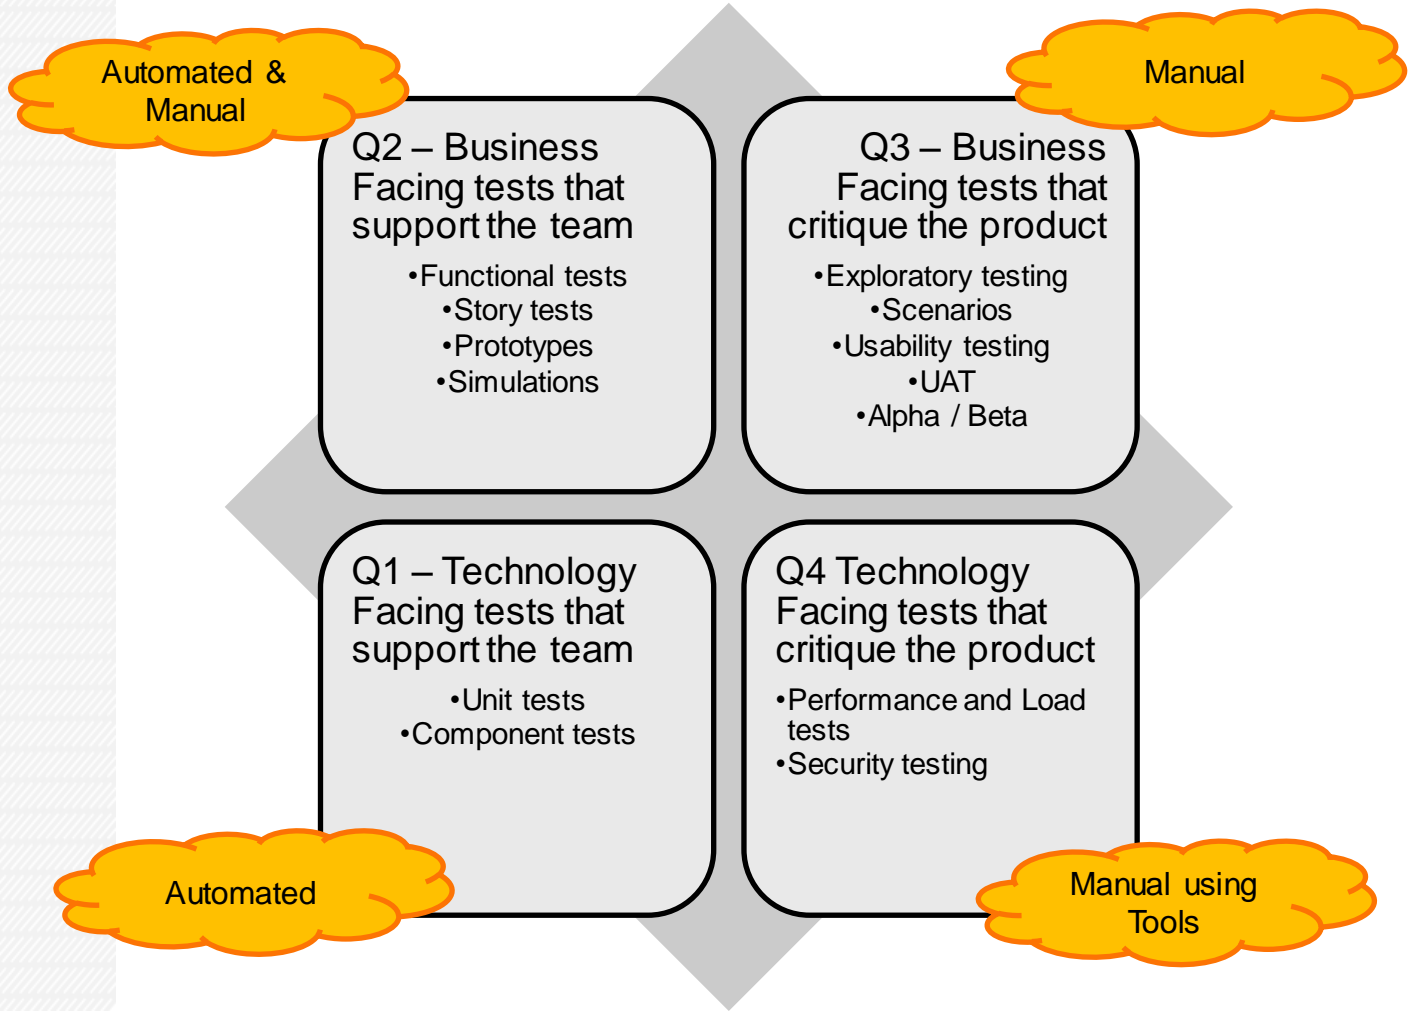 Automated &
Manual
Manual
Q2 – Business
Facing tests that
support the team
•Functional tests
•Story tests
•Prototypes
•Simulations
Q3 – Business
Facing tests that
critique the product
•Exploratory testing
•Scenarios
•Usability testing
•UAT
•Alpha / Beta
Q1 – Technology
Facing tests that
support the team
•Unit tests
•Component tests
Q4 Technology
Facing tests that
critique the product
•Performance and Load
tests
•Security testing
Automated
Manual using
Tools